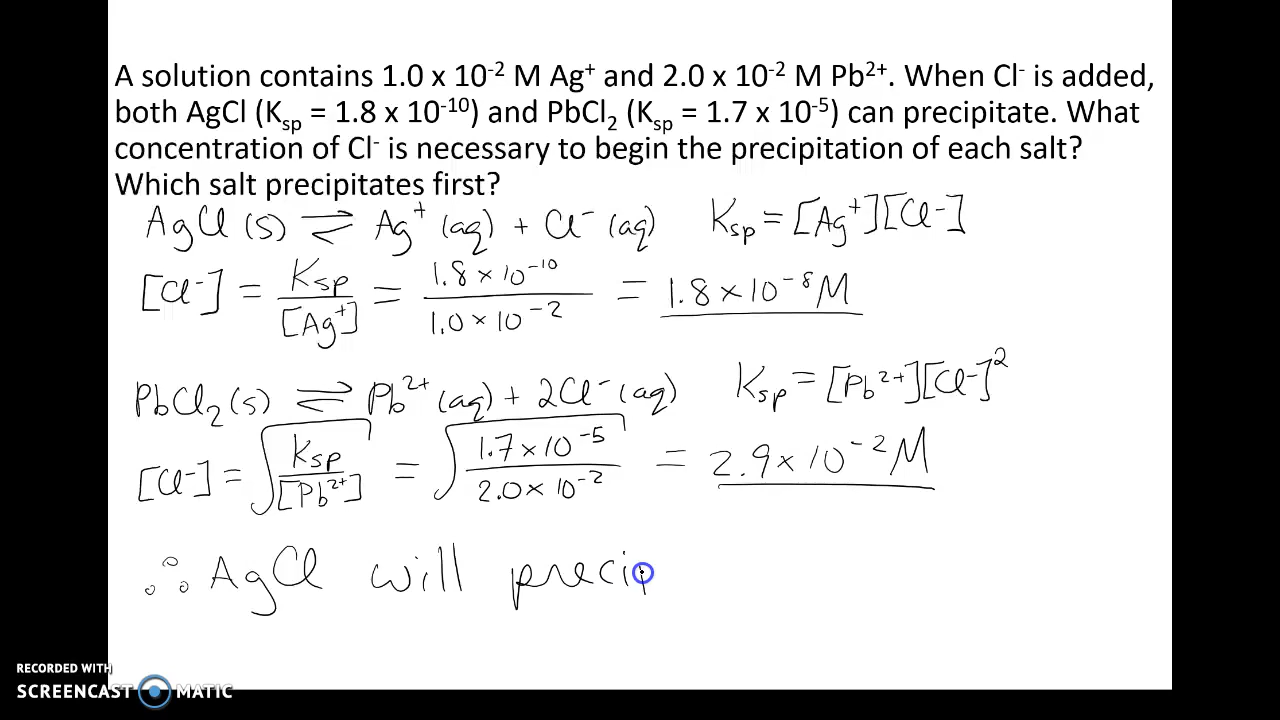 A solution contains 1.0 x 10⁻² M Ag⁺ and 2.0 x 10⁻² M Pb²⁺. When Cl⁻ is added,
both AgCl (Kₛₚ = 1.8 x 10⁻¹⁰) and PbCl₂ (Kₛₚ = 1.7 x 10⁻⁵) can precipitate. What
concentration of Cl⁻ is necessary to begin the precipitation of each salt?
Which salt precipitates first?
AgCl (s) ⇌ Ag⁺ (aq) + Cl⁻ (aq) Ksp = [Ag⁺][Cl⁻]
[Cl⁻] = Ksp / [Ag⁺] = 1.8 × 10⁻¹⁰ / 1.0 × 10⁻² = 1.8 × 10⁻⁸ M
PbCl₂ (s) ⇌ Pb²⁺ (aq) + 2Cl⁻ (aq) Ksp = [Pb²⁺][Cl⁻]²
[Cl⁻] = √(Ksp / [Pb²⁺]) = √(1.7 × 10⁻⁵ / 2.0 × 10⁻²) = 2.9 × 10⁻² M
∴ AgCl will precip
RECORDED WITH
SCREENCAST MATIC